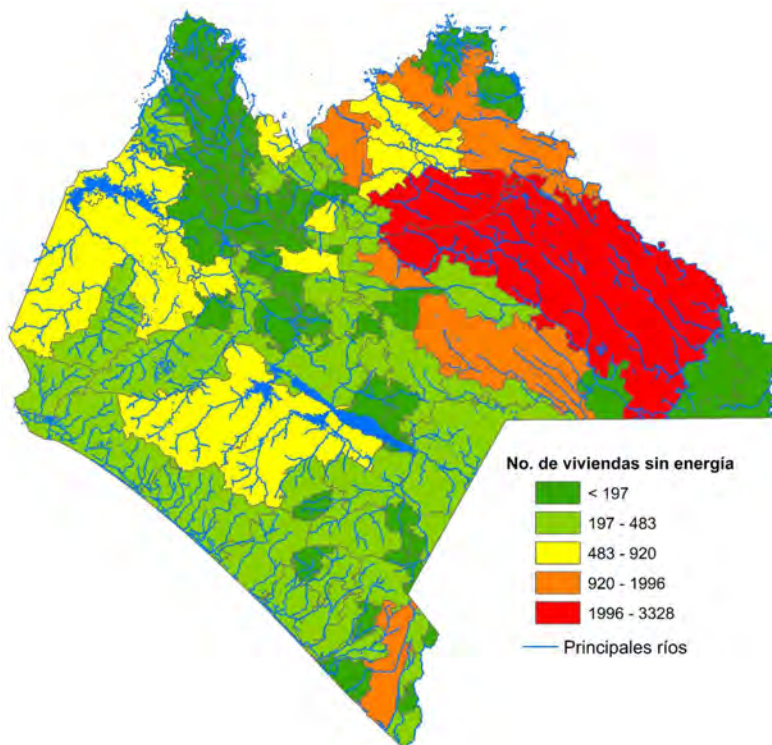 No. de viviendas sin energía
< 197
197 - 483
483 - 920
920 - 1996
1996 - 3328
Principales ríos